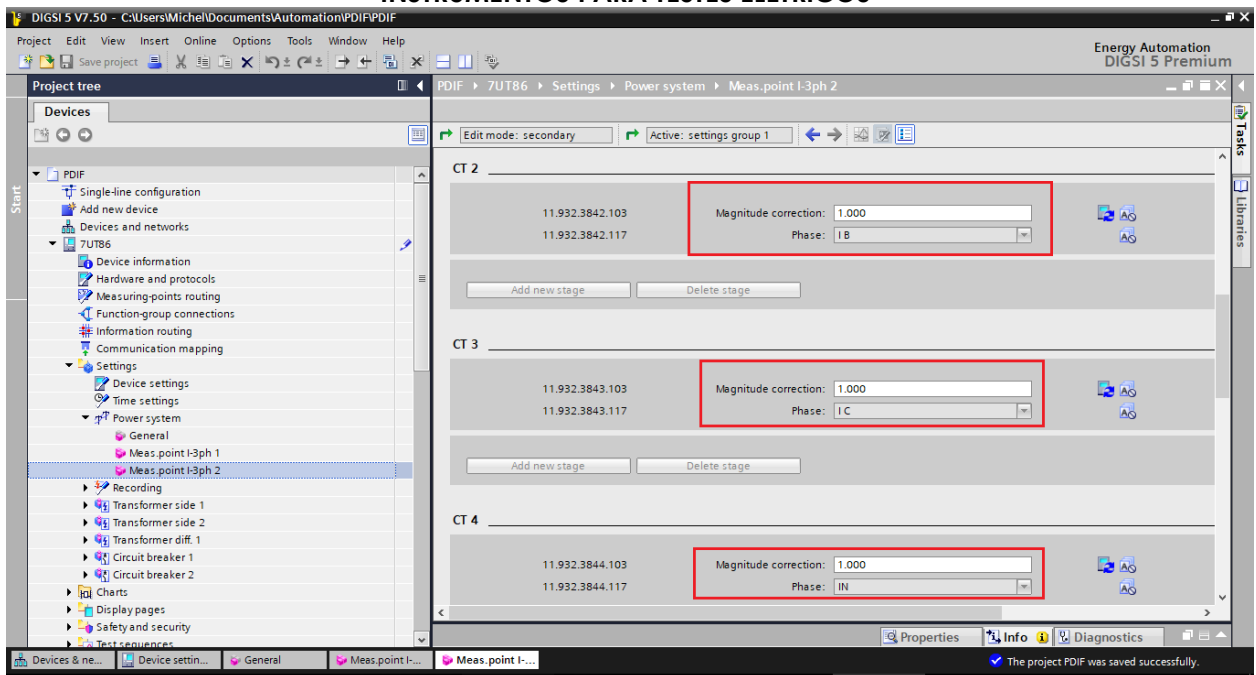 INSTRUMENTOS PARA TESTES ELÉTRICOS
DIGSI 5 V7.50 - C:\Users\Michel\Documents\Automation\PDIF\PDIF
Project Edit View Insert Online Options Tools Window Help
Save project
Energy Automation
DIGSI 5 Premium
Project tree
PDIF › 7UT86 › Settings › Power system › Meas.point I-3ph 2
Devices
Edit mode: secondary
Active: settings group 1
Start
PDIF
Single-line configuration
Add new device
Devices and networks
7UT86
Device information
Hardware and protocols
Measuring-points routing
Function-group connections
Information routing
Communication mapping
Settings
Device settings
Time settings
Power system
General
Meas.point I-3ph 1
Meas.point I-3ph 2
Recording
Transformer side 1
Transformer side 2
Transformer diff. 1
Circuit breaker 1
Circuit breaker 2
Charts
Display pages
Safety and security
Test sequences
CT 2
11.932.3842.103 Magnitude correction: 1.000
11.932.3842.117 Phase: I B
Add new stage Delete stage
CT 3
11.932.3843.103 Magnitude correction: 1.000
11.932.3843.117 Phase: I C
Add new stage Delete stage
CT 4
11.932.3844.103 Magnitude correction: 1.000
11.932.3844.117 Phase: IN
Tasks
Libraries
Properties Info Diagnostics
Devices & ne... Device settin... General Meas.point I-... Meas.point I-...
The project PDIF was saved successfully.